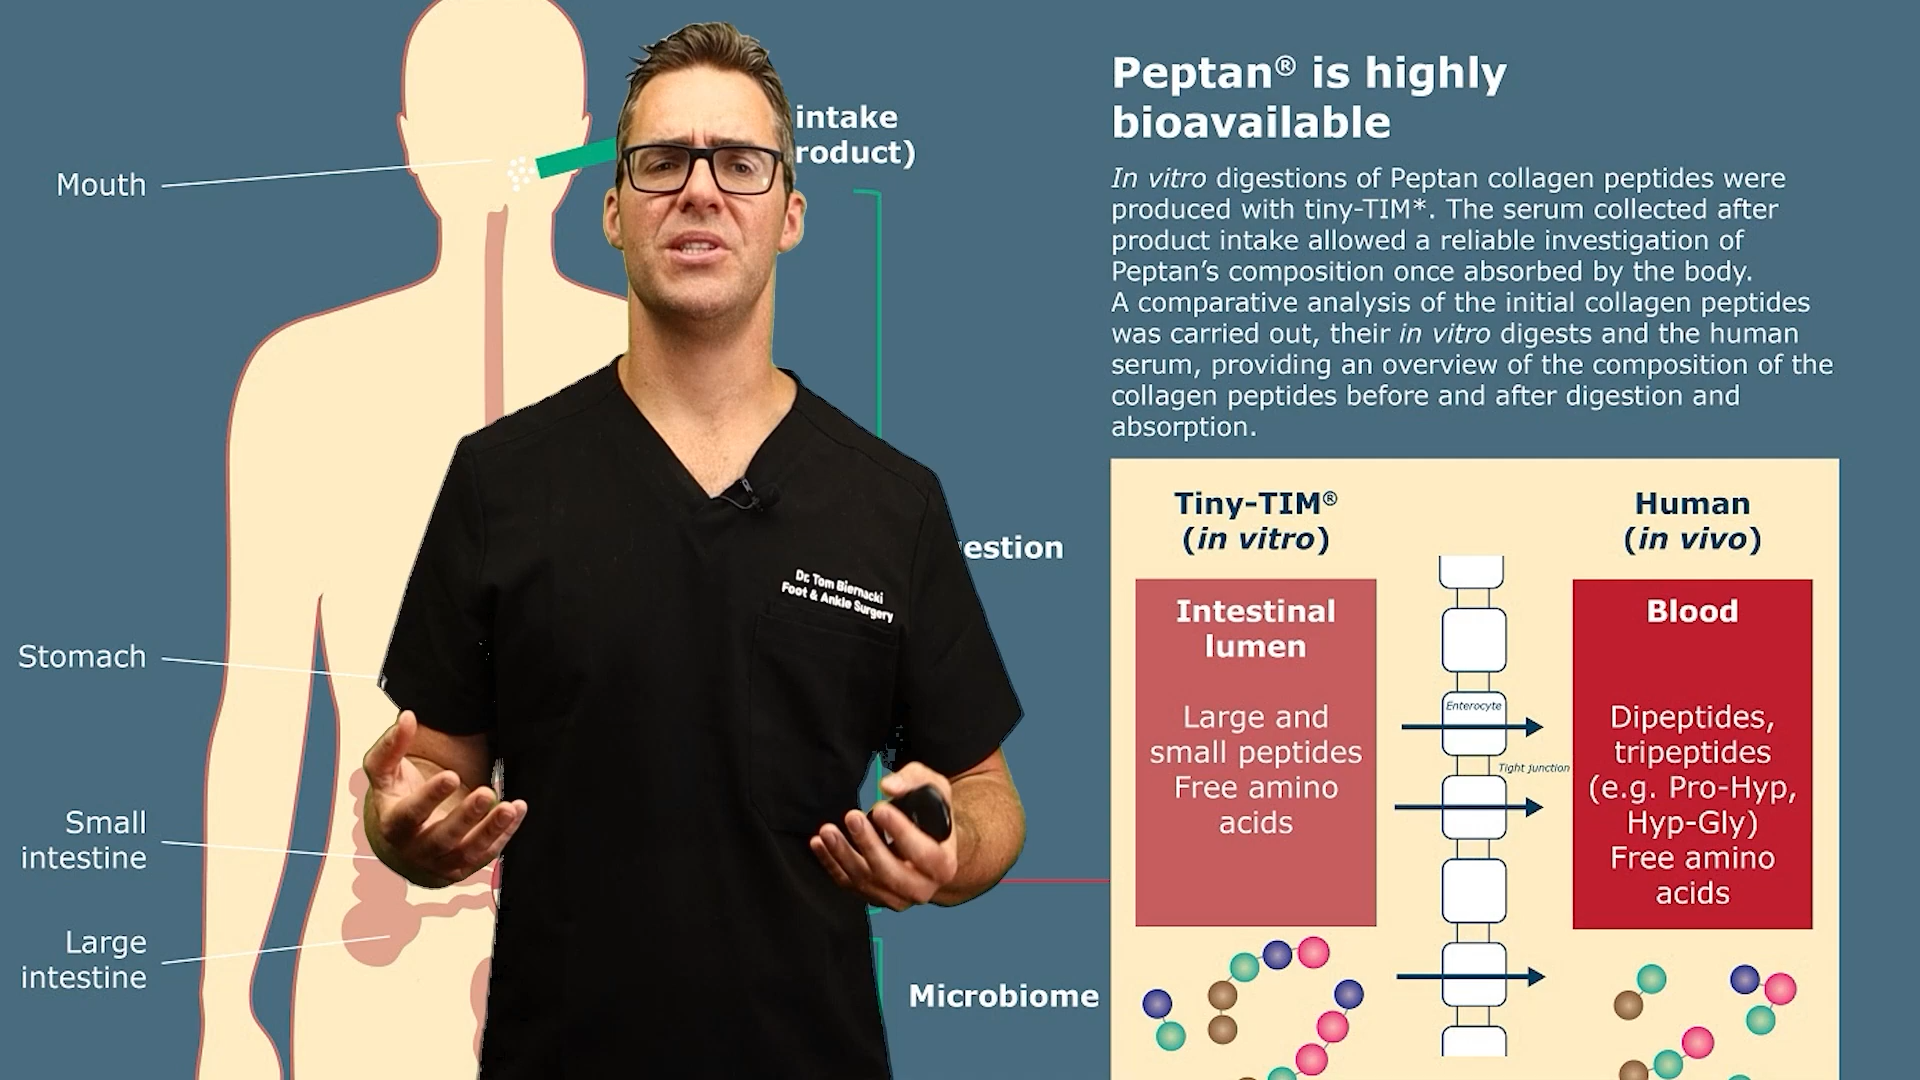 Mouth
Stomach
Small
intestine
Large
intestine
intake
roduct)
estion
Microbiome
Dr. Tom Biernacki
Foot & Ankle Surgery
Peptan® is highly
bioavailable
In vitro digestions of Peptan collagen peptides were
produced with tiny-TIM*. The serum collected after
product intake allowed a reliable investigation of
Peptan’s composition once absorbed by the body.
A comparative analysis of the initial collagen peptides
was carried out, their in vitro digests and the human
serum, providing an overview of the composition of the
collagen peptides before and after digestion and
absorption.
Tiny-TIM®
(in vitro)
Human
(in vivo)
Intestinal
lumen
Large and
small peptides
Free amino
acids
Enterocyte
Tight junction
Blood
Dipeptides,
tripeptides
(e.g. Pro-Hyp,
Hyp-Gly)
Free amino
acids